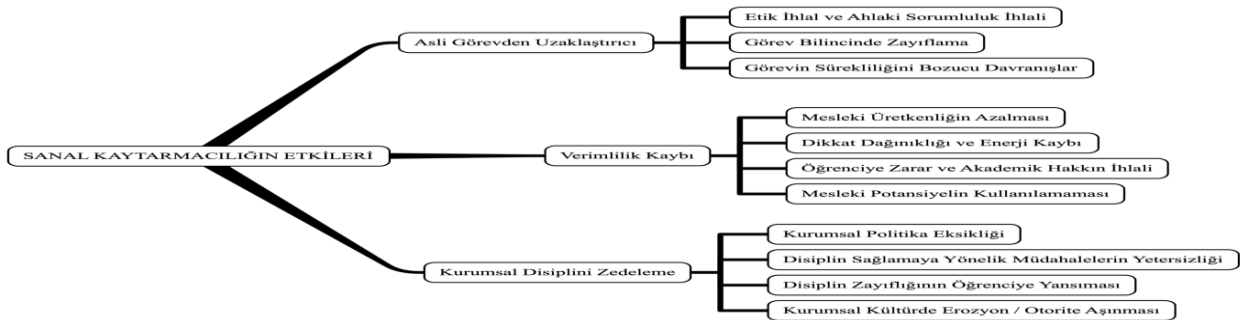 SANAL KAYTARMACILIĞIN ETKİLERİ
Asli Görevden Uzaklaştırıcı
Etik İhlal ve Ahlaki Sorumluluk İhlali
Görev Bilincinde Zayıflama
Görevin Sürekliliğini Bozucu Davranışlar
Verimlilik Kaybı
Mesleki Üretkenliğin Azalması
Dikkat Dağınıklığı ve Enerji Kaybı
Öğrenciye Zarar ve Akademik Hakkın İhlali
Mesleki Potansiyelin Kullanılamaması
Kurumsal Disiplini Zedeleme
Kurumsal Politika Eksikliği
Disiplin Sağlamaya Yönelik Müdahalelerin Yetersizliği
Disiplin Zayıflığının Öğrenciye Yansıması
Kurumsal Kültürde Erozyon / Otorite Aşınması